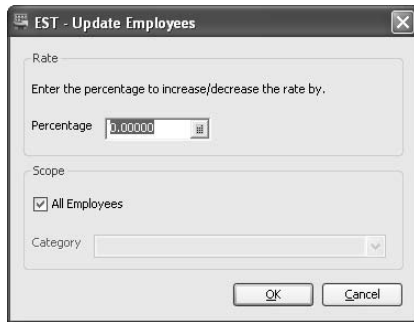 EST - Update Employees
Rate
Enter the percentage to increase/decrease the rate by.
Percentage 0.00000
Scope
All Employees
Category
OK Cancel